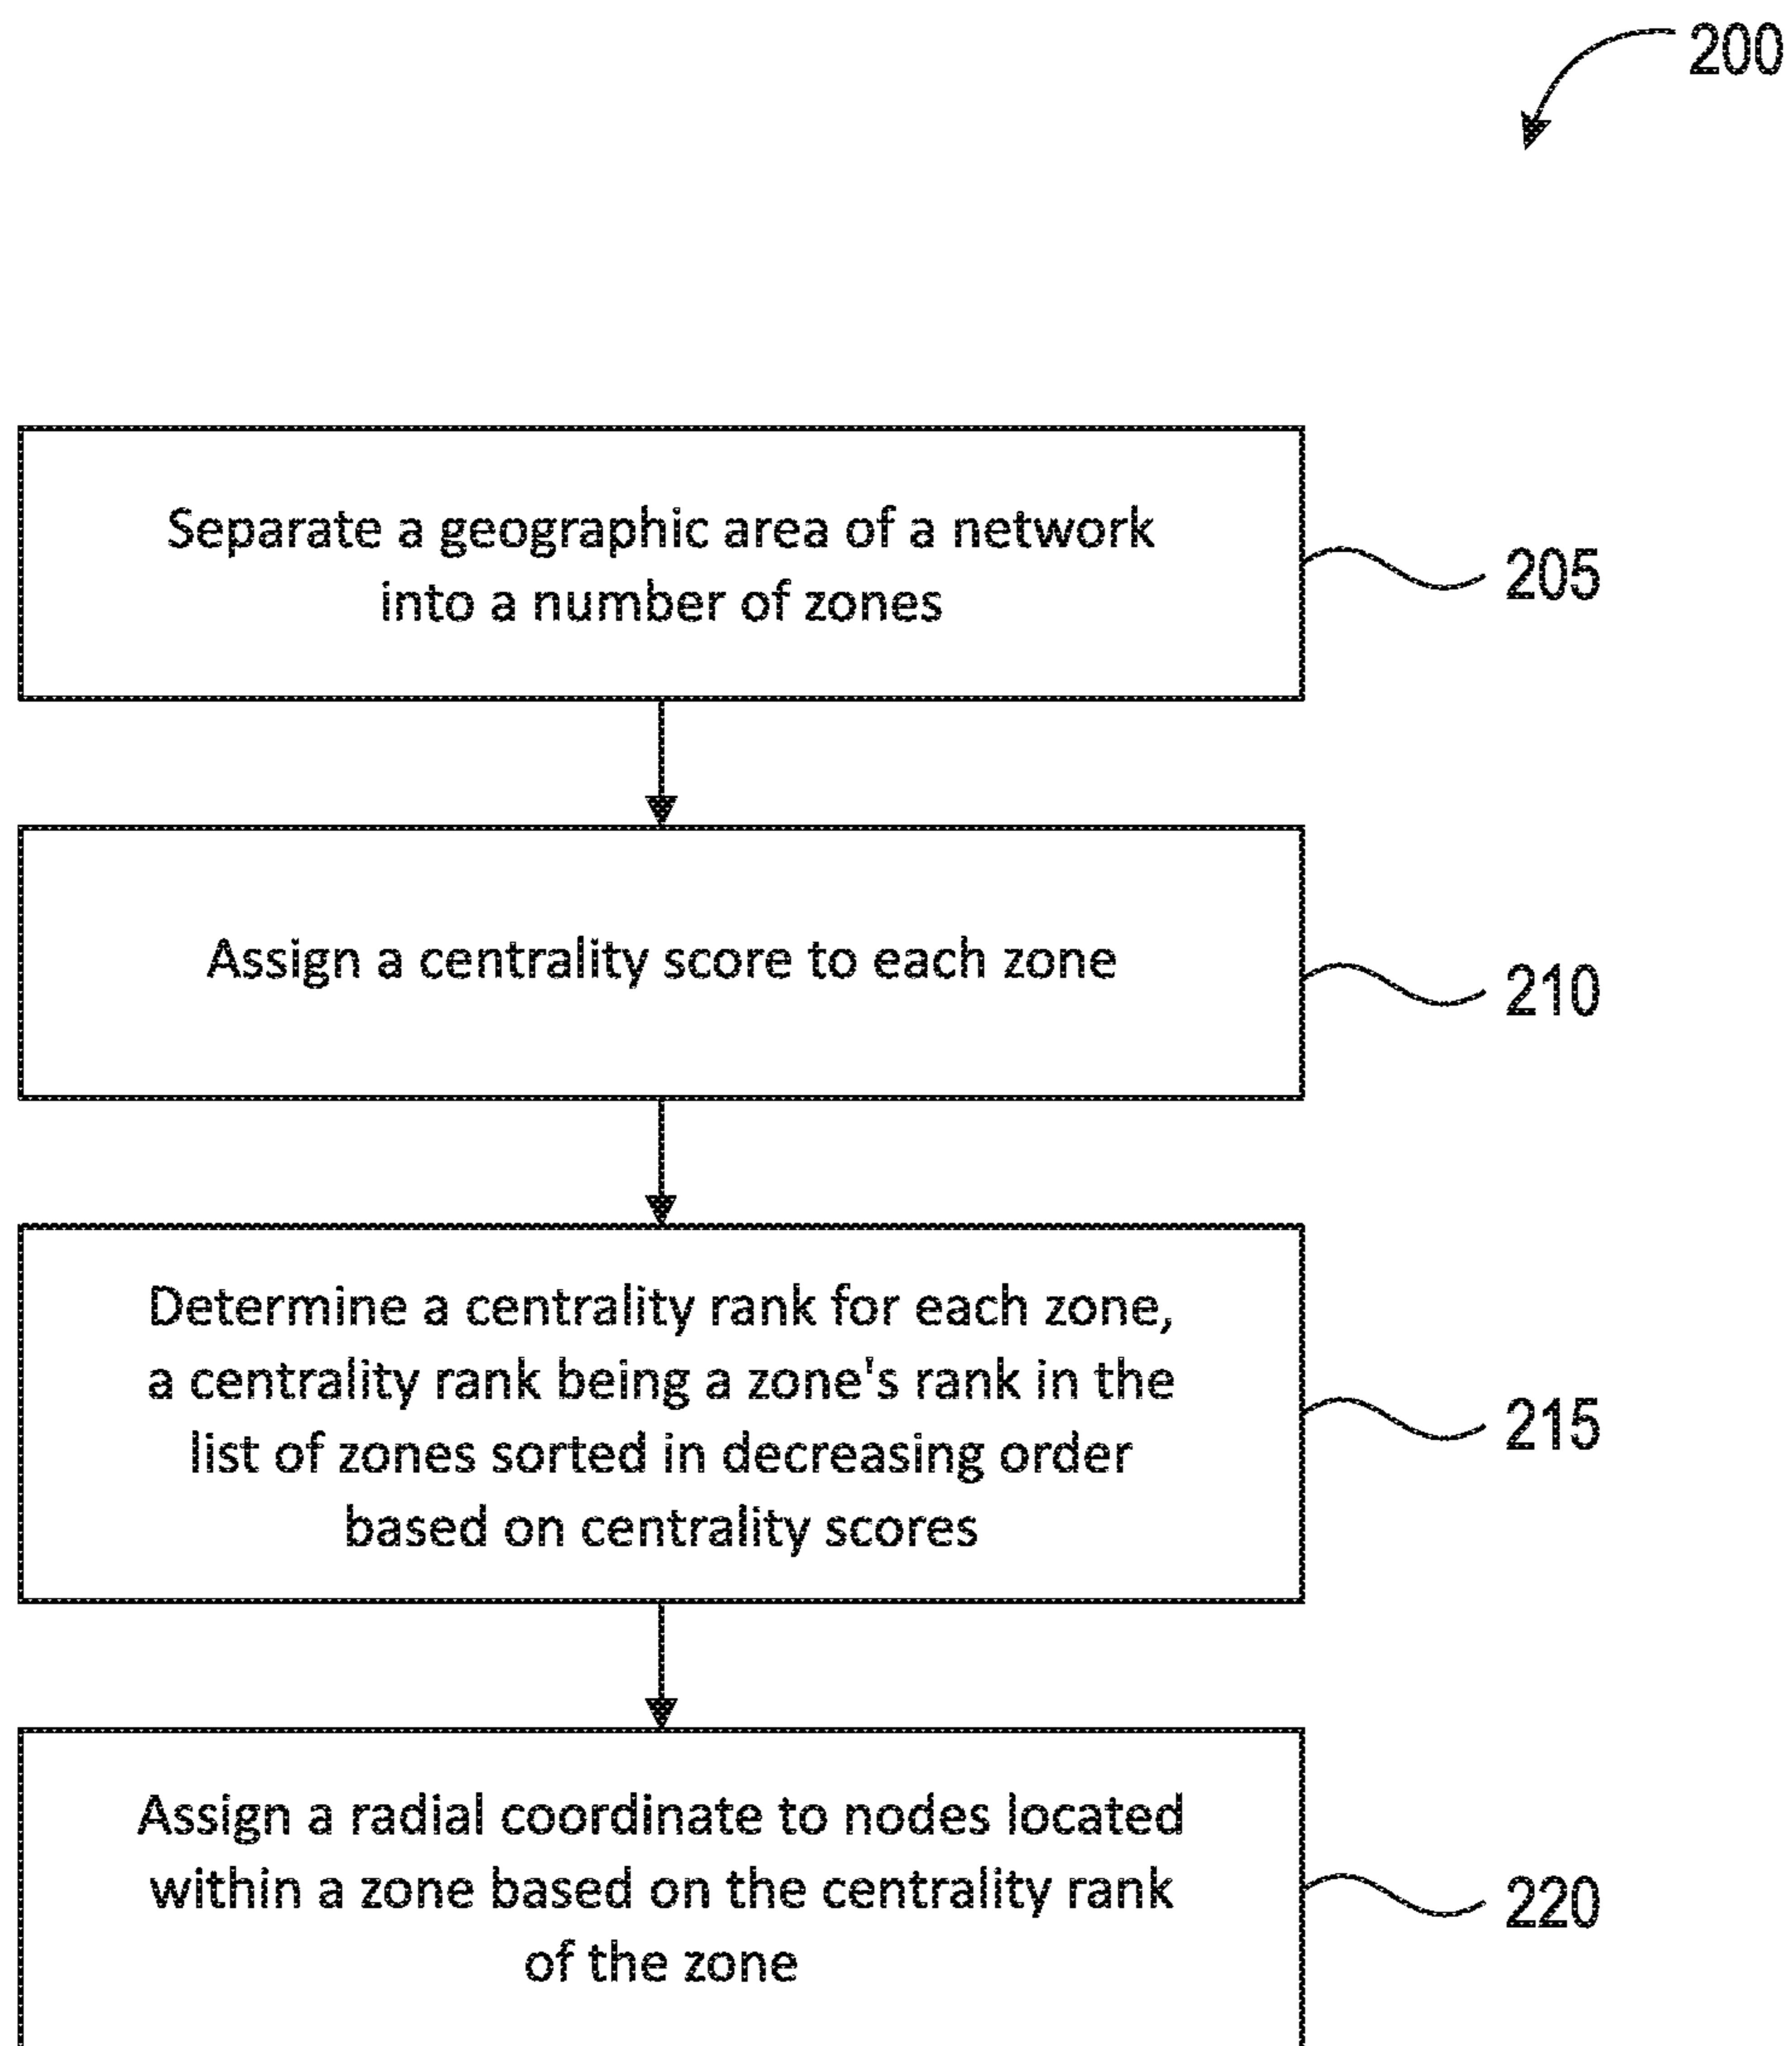 200
Separate a geographic area of a network
into a number of zones
205
Assign a centrality score to each zone
210
Determine a centrality rank for each zone,
a centrality rank being a zone's rank in the
list of zones sorted in decreasing order
based on centrality scores
215
Assign a radial coordinate to nodes located
within a zone based on the centrality rank
of the zone
220